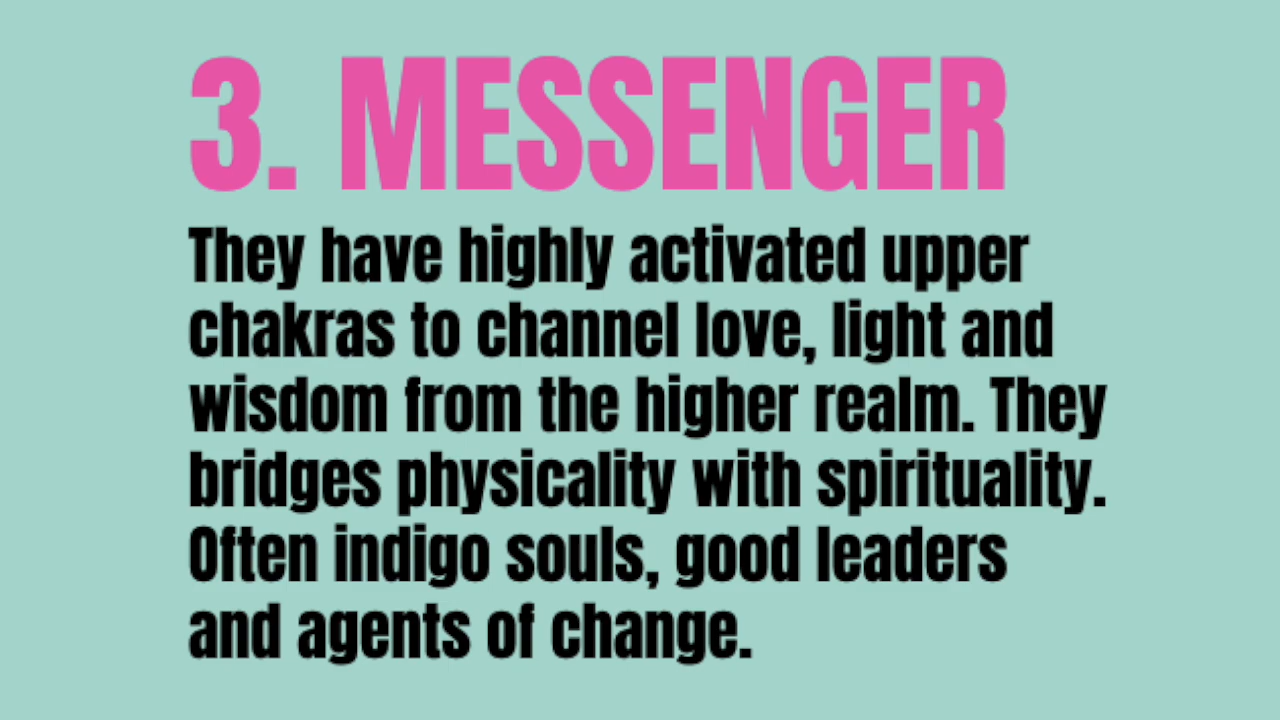 3. MESSENGER
They have highly activated upper
chakras to channel love, light and
wisdom from the higher realm. They
bridges physicality with spirituality.
Often indigo souls, good leaders
and agents of change.